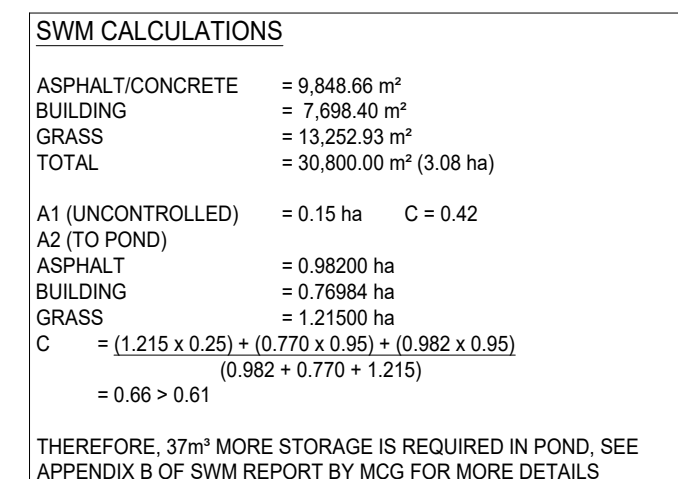 SWM CALCULATIONS
ASPHALT/CONCRETE = 9,848.66 m²
BUILDING = 7,698.40 m²
GRASS = 13,252.93 m²
TOTAL = 30,800.00 m² (3.08 ha)
A1 (UNCONTROLLED) = 0.15 ha C = 0.42
A2 (TO POND)
ASPHALT = 0.98200 ha
BUILDING = 0.76984 ha
GRASS = 1.21500 ha
C = (1.215 x 0.25) + (0.770 x 0.95) + (0.982 x 0.95)
(0.982 + 0.770 + 1.215)
= 0.66 > 0.61
THEREFORE, 37m³ MORE STORAGE IS REQUIRED IN POND, SEE
APPENDIX B OF SWM REPORT BY MCG FOR MORE DETAILS